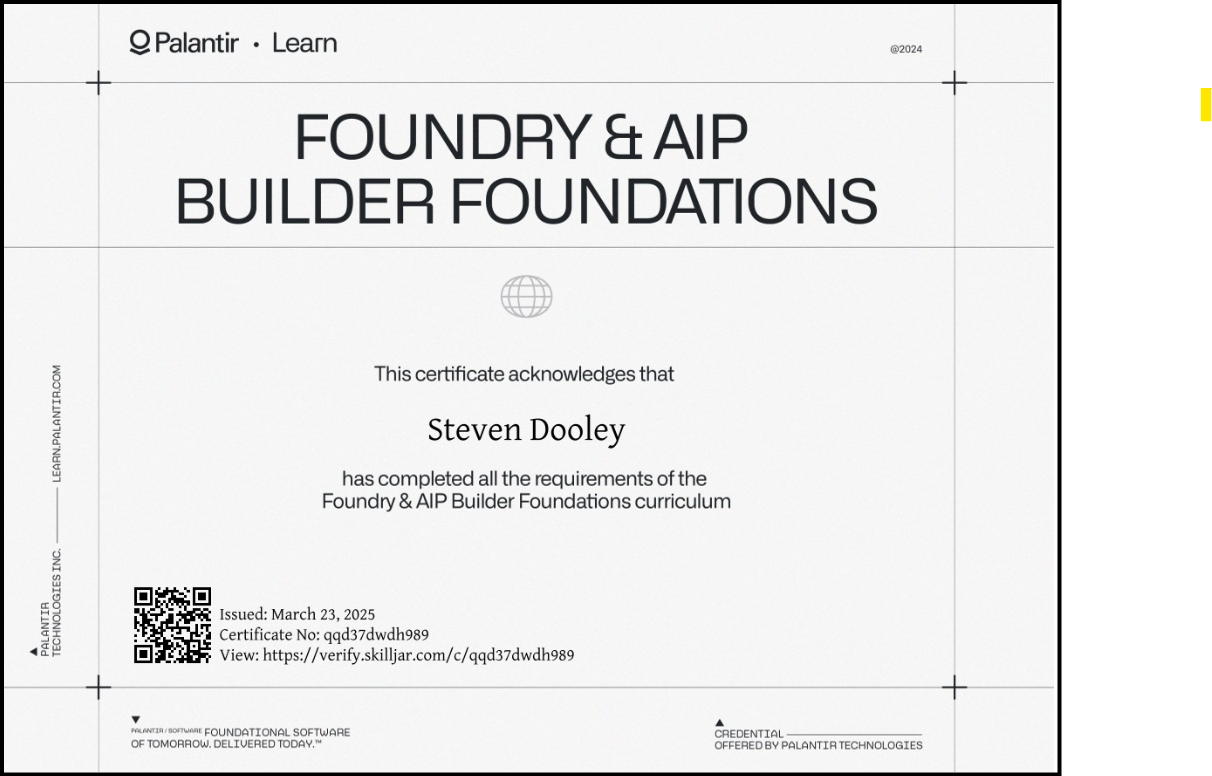 Palantir • Learn
@2024
FOUNDRY & AIP
BUILDER FOUNDATIONS
This certificate acknowledges that
Steven Dooley
has completed all the requirements of the
Foundry & AIP Builder Foundations curriculum
PALANTIR
TECHNOLOGIES INC. LEARN.PALANTIR.COM
Issued: March 23, 2025
Certificate No: qqd37dwdh989
View: https://verify.skilljar.com/c/qqd37dwdh989
PALANTIR / SOFTWARE FOUNDATIONAL SOFTWARE
OF TOMORROW. DELIVERED TODAY.™
CREDENTIAL
OFFERED BY PALANTIR TECHNOLOGIES